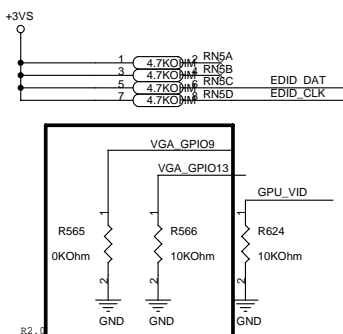 +3VS
1 4.7KOHM 2 RN5A
3 4.7KOHM 4 RN5B
5 4.7KOHM 6 RN5C EDID_DAT
7 4.7KOHM 8 RN5D EDID_CLK
VGA_GPIO9
VGA_GPIO13
GPU_VID
1 1 1
R565 R566 R624
0KOhm 10KOhm 10KOhm
2 2 2
GND GND GND
R2.0